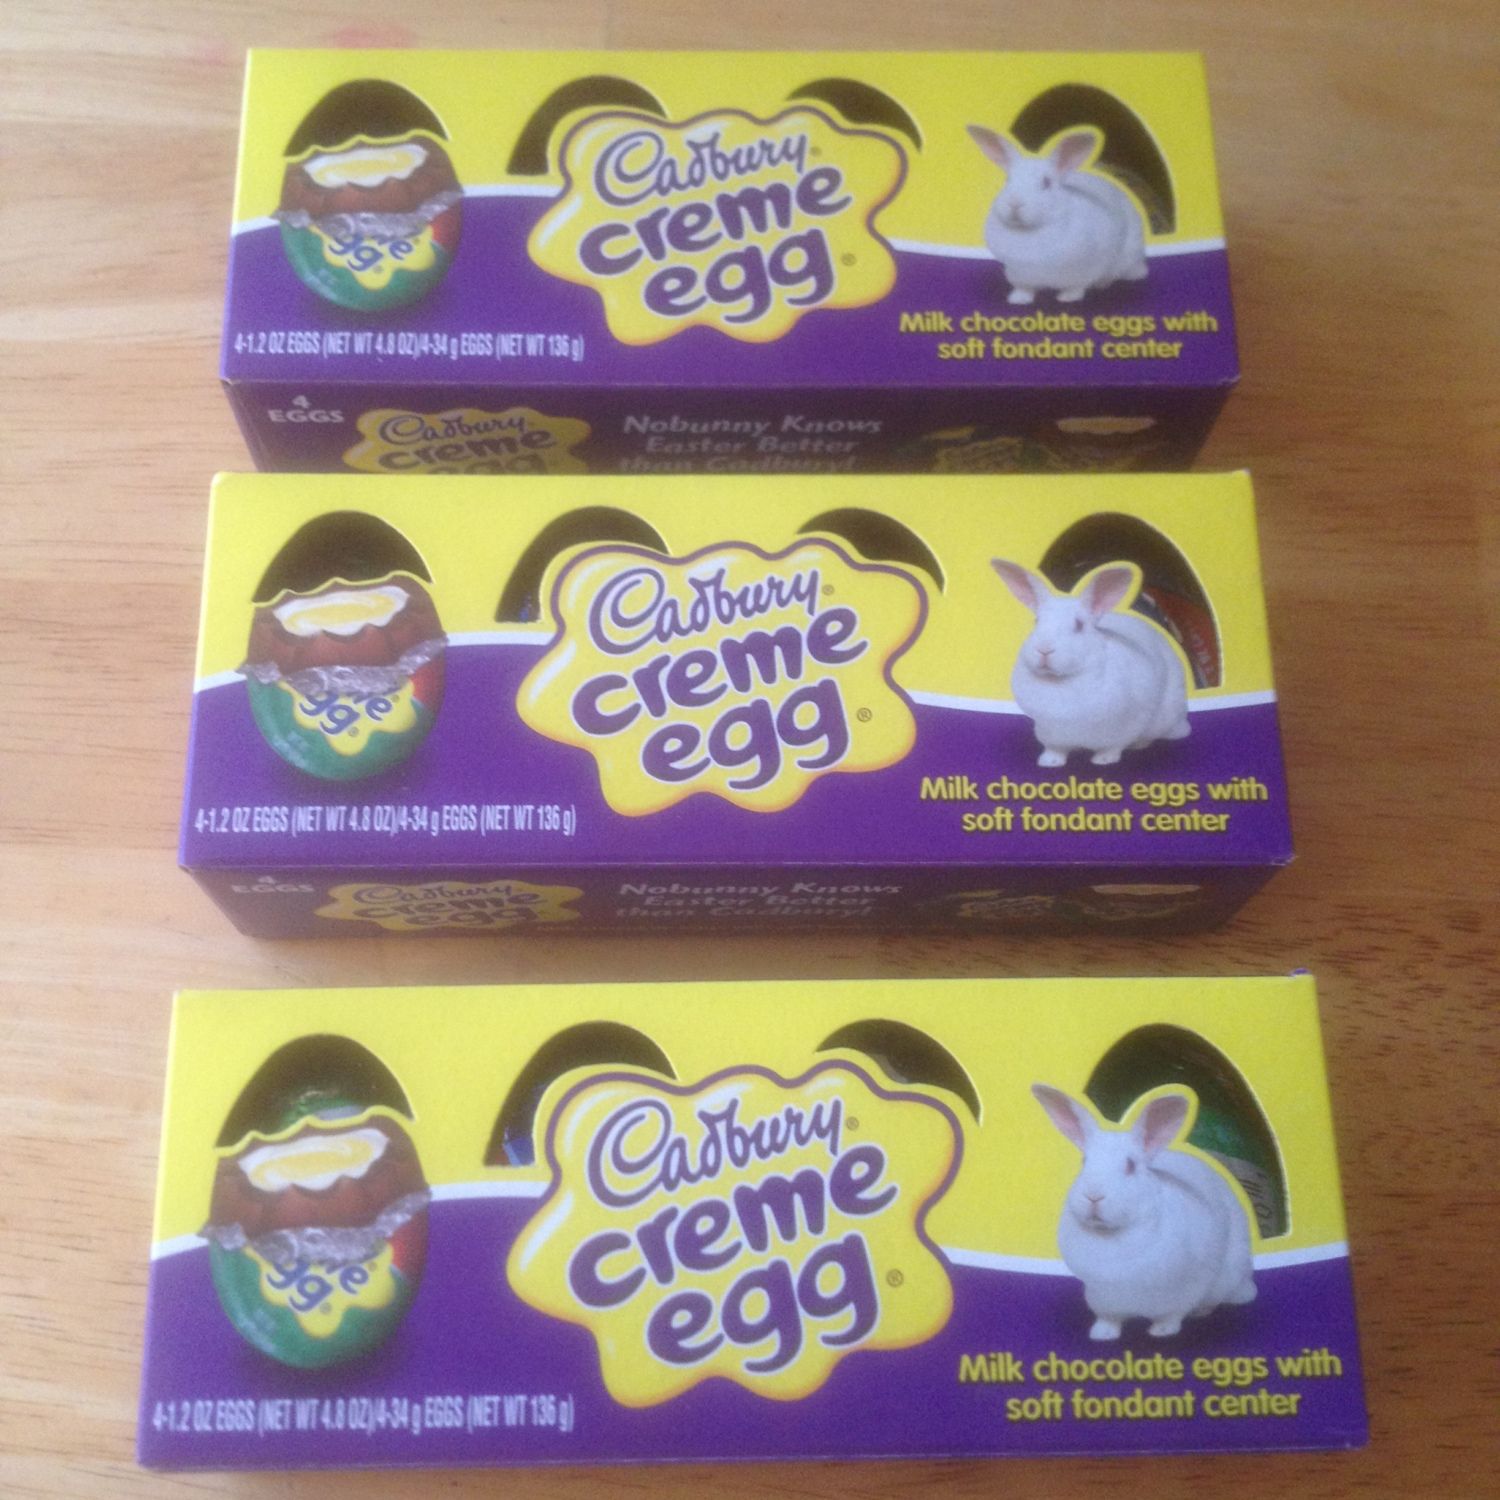 Cadbury®
creme
egg®
Milk chocolate eggs with
soft fondant center
4-1.2 OZ EGGS (NET WT 4.8 OZ)/4-34 g EGGS (NET WT 136 g)
4
EGGS
Cadbury
creme
egg
Nobunny Knows
Easter Better
than Cadbury!
Cadbury®
creme
egg®
Milk chocolate eggs with
soft fondant center
4-1.2 OZ EGGS (NET WT 4.8 OZ)/4-34 g EGGS (NET WT 136 g)
4
EGGS
Cadbury
creme
egg
Nobunny Knows
Easter Better
than Cadbury!
Cadbury®
creme
egg®
Milk chocolate eggs with
soft fondant center
4-1.2 OZ EGGS (NET WT 4.8 OZ)/4-34 g EGGS (NET WT 136 g)